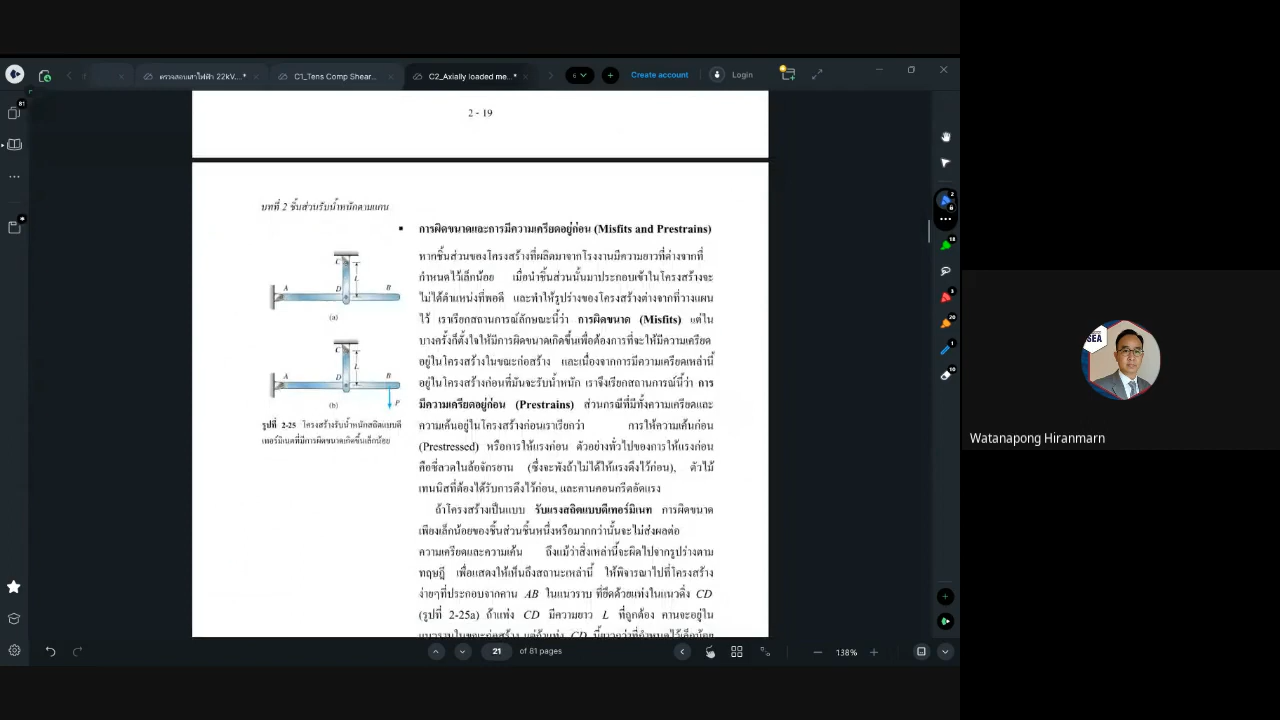 ตรวจสอบเสาไฟฟ้า 22kV...*
C1_Tens Comp Shear...
C2_Axially loaded me...*
6
Create account
Login
81
2 - 19
บทที่ 2 ชิ้นส่วนรับน้ำหนักตามแกน
▪ การผิดขนาดและการมีความเครียดอยู่ก่อน (Misfits and Prestrains)
หากชิ้นส่วนของโครงสร้างที่ผลิตมาจากโรงงานมีความยาวที่ต่างจากที่
กำหนดไว้เล็กน้อย เมื่อนำชิ้นส่วนนั้นมาประกอบเข้าในโครงสร้างจะ
ไม่ได้ตำแหน่งที่พอดี และทำให้รูปร่างของโครงสร้างต่างจากที่วางแผน
ไว้ เราเรียกสถานการณ์ลักษณะนี้ว่า การผิดขนาด (Misfits) แต่ใน
บางครั้งก็ตั้งใจให้มีการผิดขนาดเกิดขึ้นเพื่อต้องการที่จะให้มีความเครียด
อยู่ในโครงสร้างในขณะก่อสร้าง และเนื่องจากการมีความเครียดเหล่านี้
อยู่ในโครงสร้างก่อนที่มันจะรับน้ำหนัก เราจึงเรียกสถานการณ์นี้ว่า การ
มีความเครียดอยู่ก่อน (Prestrains) ส่วนกรณีที่มีทั้งความเครียดและ
ความเค้นอยู่ในโครงสร้างก่อนเราเรียกว่า การให้ความเค้นก่อน
(Prestressed) หรือการให้แรงก่อน ตัวอย่างทั่วไปของการให้แรงก่อน
คือซี่ลวดในล้อจักรยาน (ซึ่งจะพังถ้าไม่ได้ให้แรงดึงไว้ก่อน), ตัวไม้
เทนนิสที่ต้องได้รับการดึงไว้ก่อน, และคานคอนกรีตอัดแรง
ถ้าโครงสร้างเป็นแบบ รับแรงสถิตแบบดีเทอร์มิเนท การผิดขนาด
เพียงเล็กน้อยของชิ้นส่วนชิ้นหนึ่งหรือมากกว่านั้นจะไม่ส่งผลต่อ
ความเครียดและความเค้น ถึงแม้ว่าสิ่งเหล่านี้จะผิดไปจากรูปร่างตาม
ทฤษฎี เพื่อแสดงให้เห็นถึงสถานะเหล่านี้ ให้พิจารณาไปที่โครงสร้าง
ง่ายๆที่ประกอบจากคาน AB ในแนวราบ ที่ยึดด้วยแท่งในแนวดิ่ง CD
(รูปที่ 2-25a) ถ้าแท่ง CD มีความยาว L ที่ถูกต้อง คานจะอยู่ใน
C
L
A
D
B
(a)
C
L
A
D
B
(b)
P
รูปที่ 2-25 โครงสร้างรับน้ำหนักสถิตแบบดี
เทอร์มิเนตที่มีการผิดขนาดเกิดขึ้นเล็กน้อย
21
of 81 pages
138%
SEA
Watanapong Hiranmarn